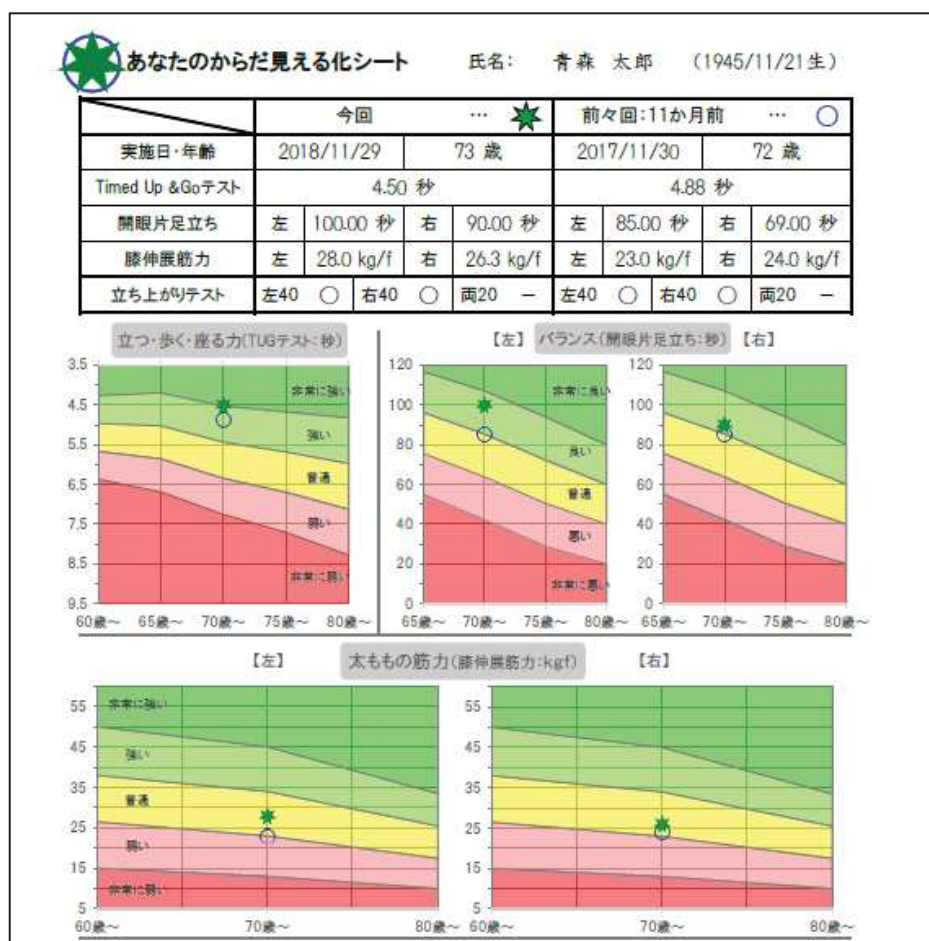 あなたのからだ見える化シート 氏名: 青森 太郎 (1945/11/21生)
今回 … 前々回:11か月前 … ○
実施日・年齢 2018/11/29 73 歳 2017/11/30 72 歳
Timed Up &Goテスト 4.50 秒 4.88 秒
開眼片足立ち 左 100.00 秒 右 90.00 秒 左 85.00 秒 右 69.00 秒
膝伸展筋力 左 28.0 kg/f 右 26.3 kg/f 左 23.0 kg/f 右 24.0 kg/f
立ち上がりテスト 左40 ○ 右40 ○ 両20 － 左40 ○ 右40 ○ 両20 －
立つ・歩く・座る力(TUGテスト:秒)
3.5
4.5
5.5
6.5
7.5
8.5
9.5
非常に強い
強い
普通
弱い
非常に弱い
60歳～ 65歳～ 70歳～ 75歳～ 80歳～
【左】 バランス(開眼片足立ち:秒) 【右】
120
100
80
60
40
20
0
非常に良い
良い
普通
悪い
非常に悪い
65歳～ 70歳～ 75歳～ 80歳～
120
100
80
60
40
20
0
65歳～ 70歳～ 75歳～ 80歳～
【左】 太ももの筋力(膝伸展筋力:kgf) 【右】
55
45
35
25
15
5
非常に強い
強い
普通
弱い
非常に弱い
60歳～ 70歳～ 80歳～
55
45
35
25
15
5
60歳～ 70歳～ 80歳～